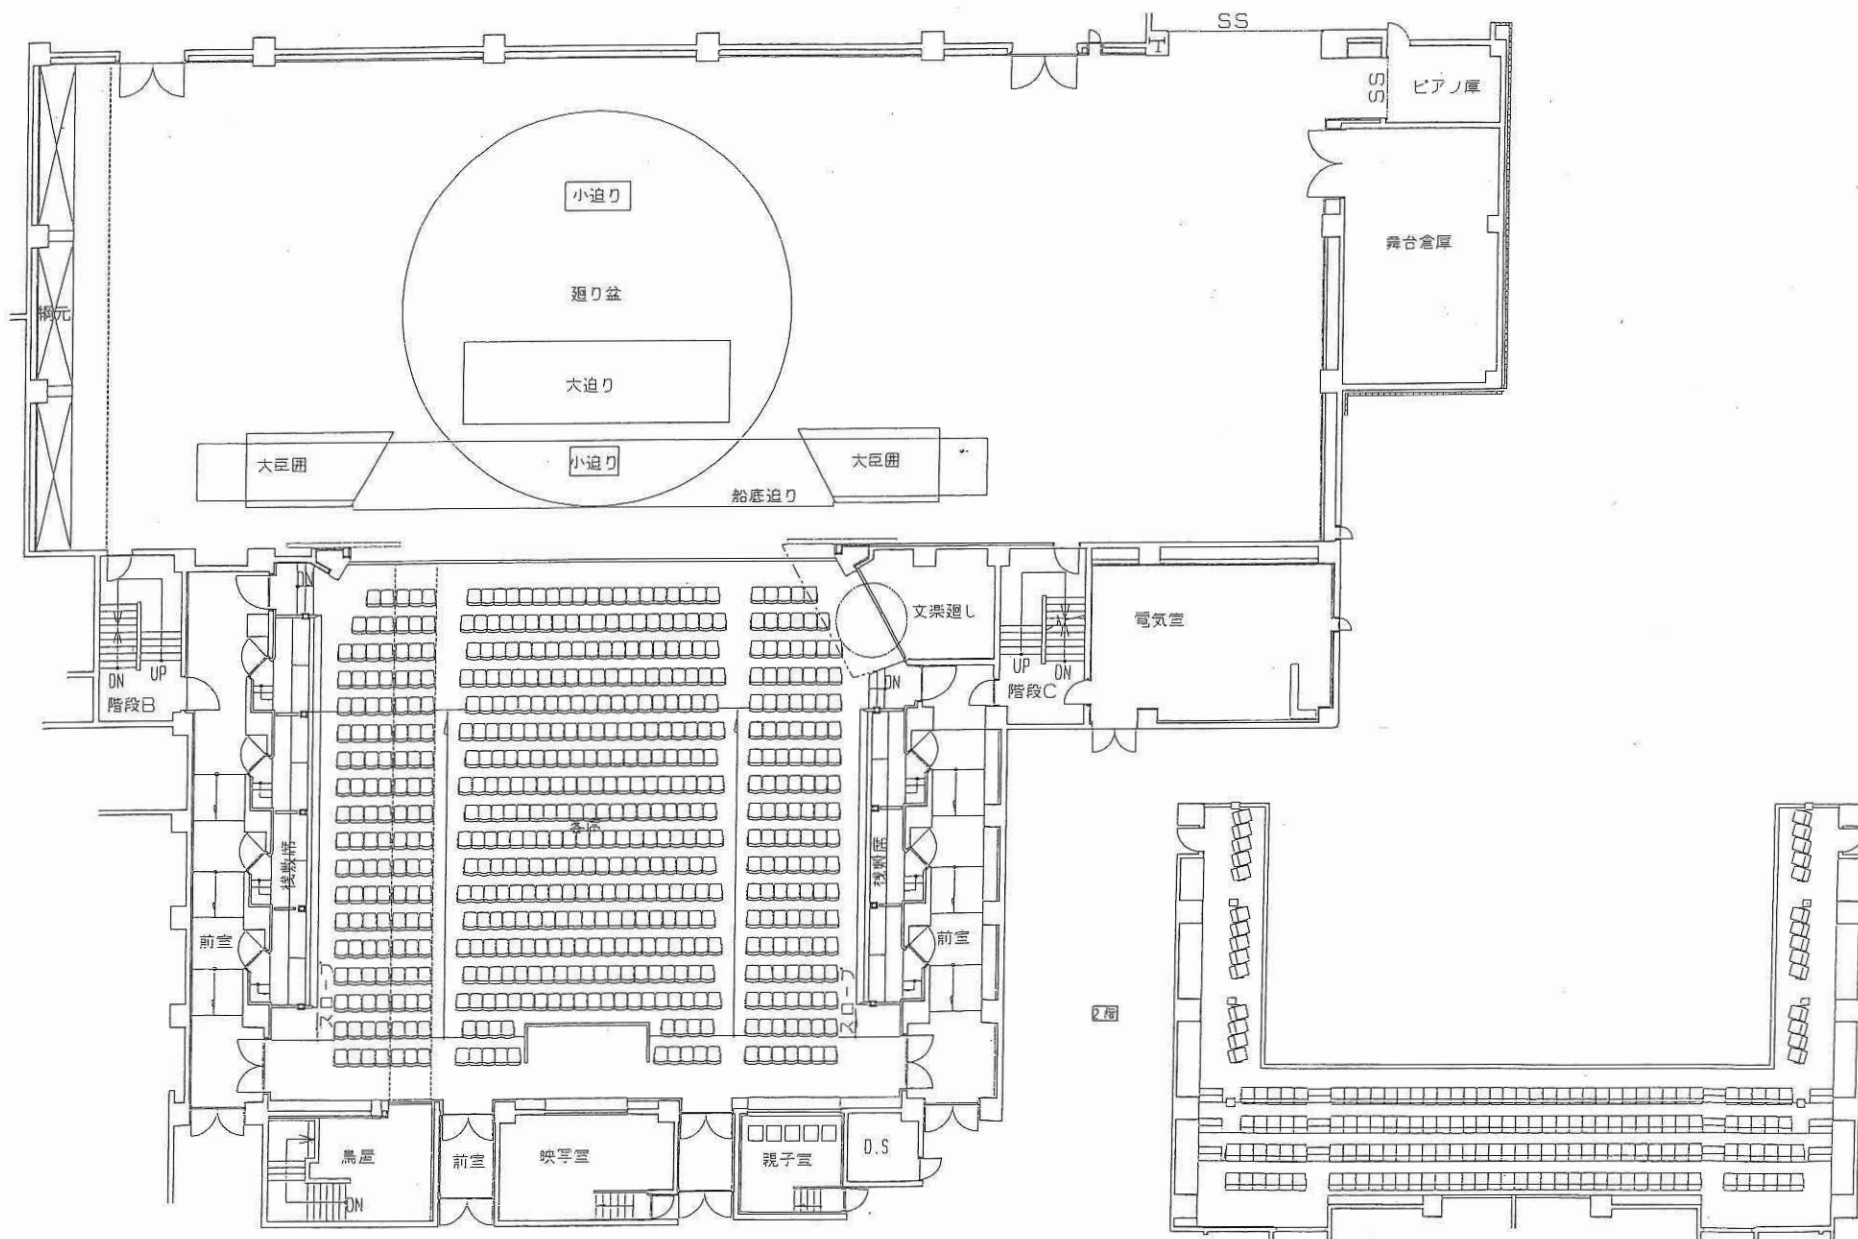 SS
SS
ピアノ庫
小迫り
舞台倉庫
廻り盆
綱元
大迫り
大臣囲
小迫り
大臣囲
船底迫り
DN
文楽廻し
電気室
DN
UP
階段B
UP
DN
階段C
DN
客席
桟敷席
桟敷席
前室
前室
スロープ
スロープ
2階
鳥屋
前室
映写室
親子室
D.S
DN